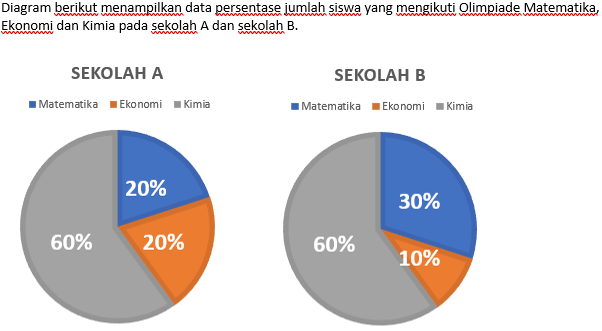 Diagram berikut menampilkan data persentase jumlah siswa yang mengikuti Olimpiade Matematika,
Ekonomi dan Kimia pada sekolah A dan sekolah B.
SEKOLAH A
Matematika Ekonomi Kimia
20%
20%
60%
SEKOLAH B
Matematika Ekonomi Kimia
30%
10%
60%